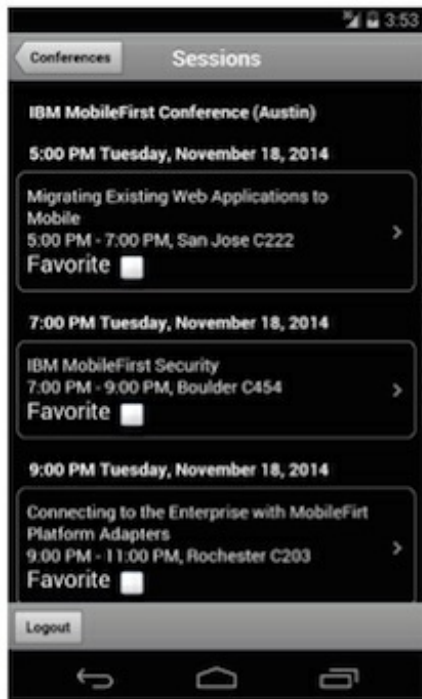 3:53
Conferences
Sessions
IBM MobileFirst Conference (Austin)
5:00 PM Tuesday, November 18, 2014
Migrating Existing Web Applications to
Mobile
5:00 PM - 7:00 PM, San Jose C222
Favorite
7:00 PM Tuesday, November 18, 2014
IBM MobileFirst Security
7:00 PM - 9:00 PM, Boulder C454
Favorite
9:00 PM Tuesday, November 18, 2014
Connecting to the Enterprise with MobileFirt
Platform Adapters
9:00 PM - 11:00 PM, Rochester C203
Favorite
Logout